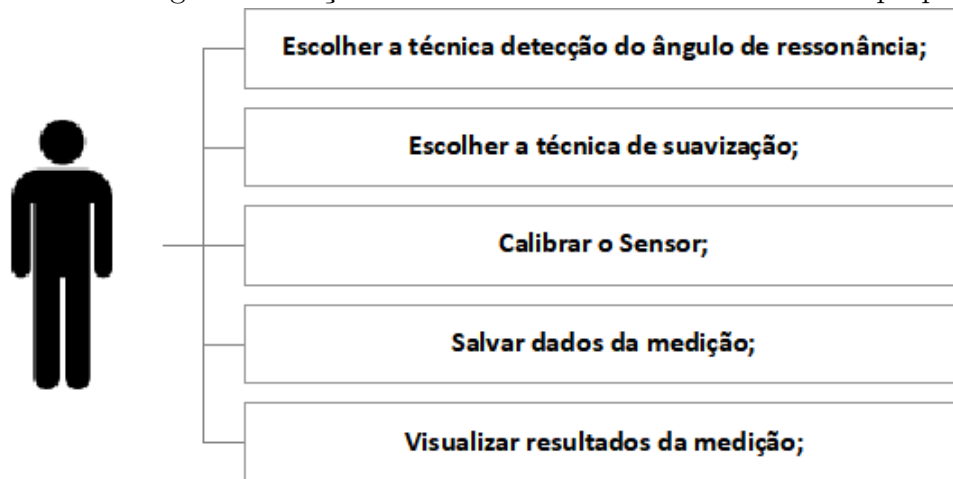 Escolher a técnica detecção do ângulo de ressonância;
Escolher a técnica de suavização;
Calibrar o Sensor;
Salvar dados da medição;
Visualizar resultados da medição;